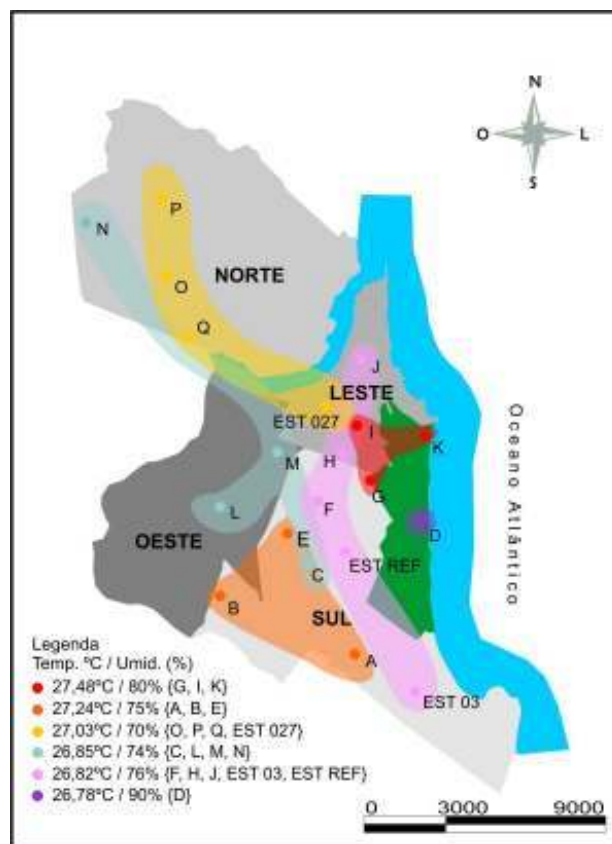 N
O
L
S
P
N
O
NORTE
Q
J
LESTE
EST 027
I
K
H
M
G
L
F
D
E
OESTE
EST REF
C
B
SUL
A
EST 03
Oceano Atlântico
Legenda
Temp. ºC / Umid. (%)
27,48ºC / 80% {G, I, K}
27,24ºC / 75% {A, B, E}
27,03ºC / 70% {O, P, Q, EST 027}
26,85ºC / 74% {C, L, M, N}
26,82ºC / 76% {F, H, J, EST 03, EST REF}
26,78ºC / 90% {D}
0 3000 9000